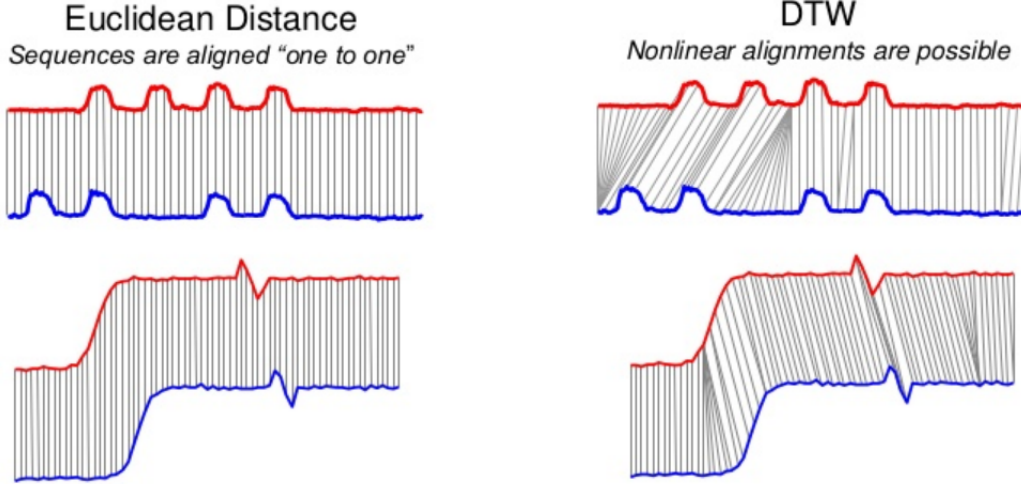 Euclidean Distance
Sequences are aligned “one to one”
DTW
Nonlinear alignments are possible